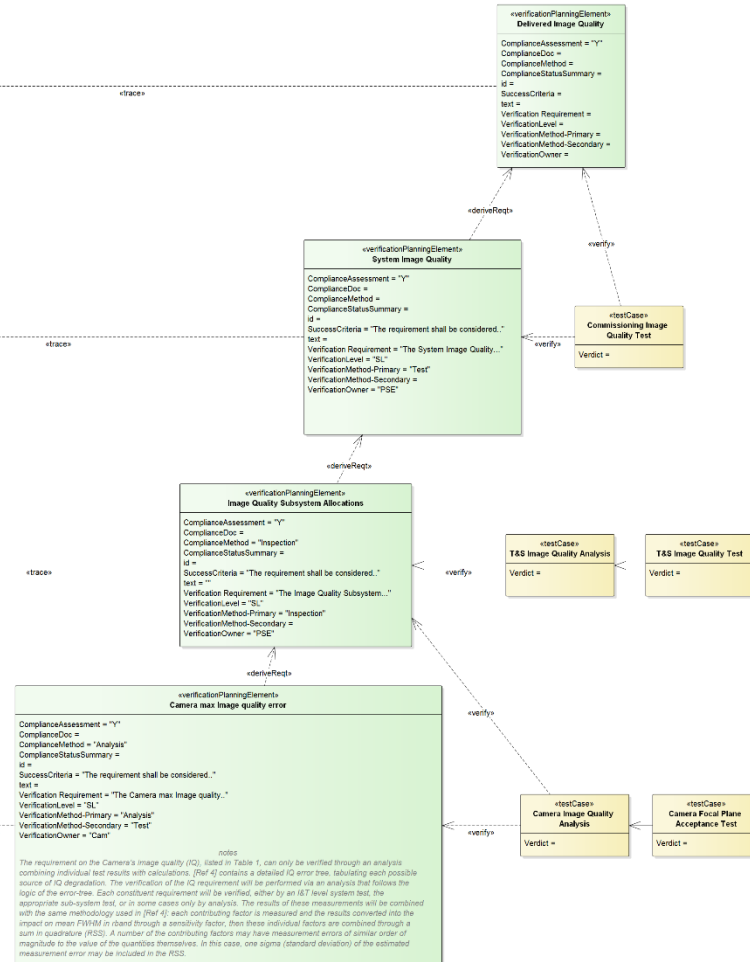 «verificationPlanningElement»
Delivered Image Quality
ComplianceAssessment = "Y"
ComplianceDoc =
ComplianceMethod =
ComplianceStatusSummary =
id =
SuccessCriteria =
text =
Verification Requirement =
VerificationLevel =
VerificationMethod-Primary =
VerificationMethod-Secondary =
VerificationOwner =
«trace»
«deriveReqt»
«verify»
«verificationPlanningElement»
System Image Quality
ComplianceAssessment = "Y"
ComplianceDoc =
ComplianceMethod =
ComplianceStatusSummary =
id =
SuccessCriteria = "The requirement shall be considered.."
text =
Verification Requirement = "The System Image Quality..."
VerificationLevel = "SL"
VerificationMethod-Primary = "Test"
VerificationMethod-Secondary =
VerificationOwner = "PSE"
«testCase»
Commissioning Image
Quality Test
Verdict =
«trace»
«verify»
«deriveReqt»
«verificationPlanningElement»
Image Quality Subsystem Allocations
ComplianceAssessment = "Y"
ComplianceDoc =
ComplianceMethod = "Inspection"
ComplianceStatusSummary =
id =
SuccessCriteria = "The requirement shall be considered.."
text = ""
Verification Requirement = "The Image Quality Subsystem..."
VerificationLevel = "SL"
VerificationMethod-Primary = "Inspection"
VerificationMethod-Secondary =
VerificationOwner = "PSE"
«trace»
«verify»
«testCase»
T&S Image Quality Analysis
Verdict =
«testCase»
T&S Image Quality Test
Verdict =
«deriveReqt»
«verify»
«verificationPlanningElement»
Camera max Image quality error
ComplianceAssessment = "Y"
ComplianceDoc =
ComplianceMethod = "Analysis"
ComplianceStatusSummary =
id =
SuccessCriteria = "The requirement shall be considered.."
text =
Verification Requirement = "The Camera max Image quality.."
VerificationLevel = "SL"
VerificationMethod-Primary = "Analysis"
VerificationMethod-Secondary = "Test"
VerificationOwner = "Cam"
«verify»
«testCase»
Camera Image Quality
Analysis
Verdict =
«testCase»
Camera Focal Plane
Acceptance Test
Verdict =
notes
The requirement on the Camera's image quality (IQ), listed in Table 1, can only be verified through an analysis
combining individual test results with calculations. [Ref 4] contains a detailed IQ error tree, tabulating each possible
source of IQ degradation. The verification of the IQ requirement will be performed via an analysis that follows the
logic of the error-tree. Each constituent requirement will be verified, either by an I&T level system test, the
appropriate sub-system test, or in some cases only by analysis. The results of these measurements will be combined
with the same methodology used in [Ref 4]: each contributing factor is measured and the results converted into the
impact on mean FWHM in rband through a sensitivity factor, then these individual factors are combined through a
sum in quadrature (RSS). A number of the contributing factors may have measurement errors of similar order of
magnitude to the value of the quantities themselves. In this case, one sigma (standard deviation) of the estimated
measurement error may be included in the RSS.